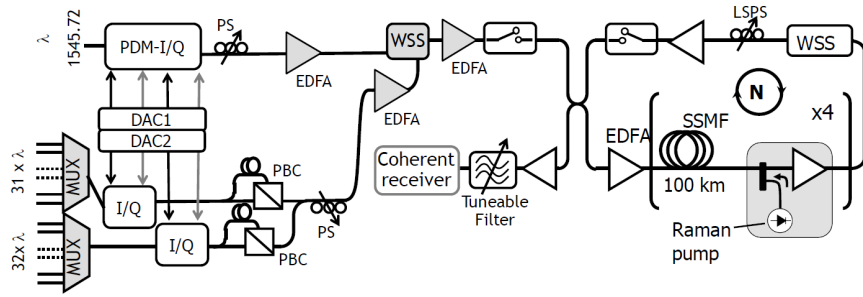 λ
1545.72
PDM-I/Q
PS
EDFA
WSS
EDFA
LSPS
WSS
DAC1
DAC2
EDFA
N
31 x λ
MUX
I/Q
PBC
PS
Coherent
receiver
Tuneable
Filter
EDFA
SSMF
100 km
x4
Raman
pump
32x λ
MUX
I/Q
PBC